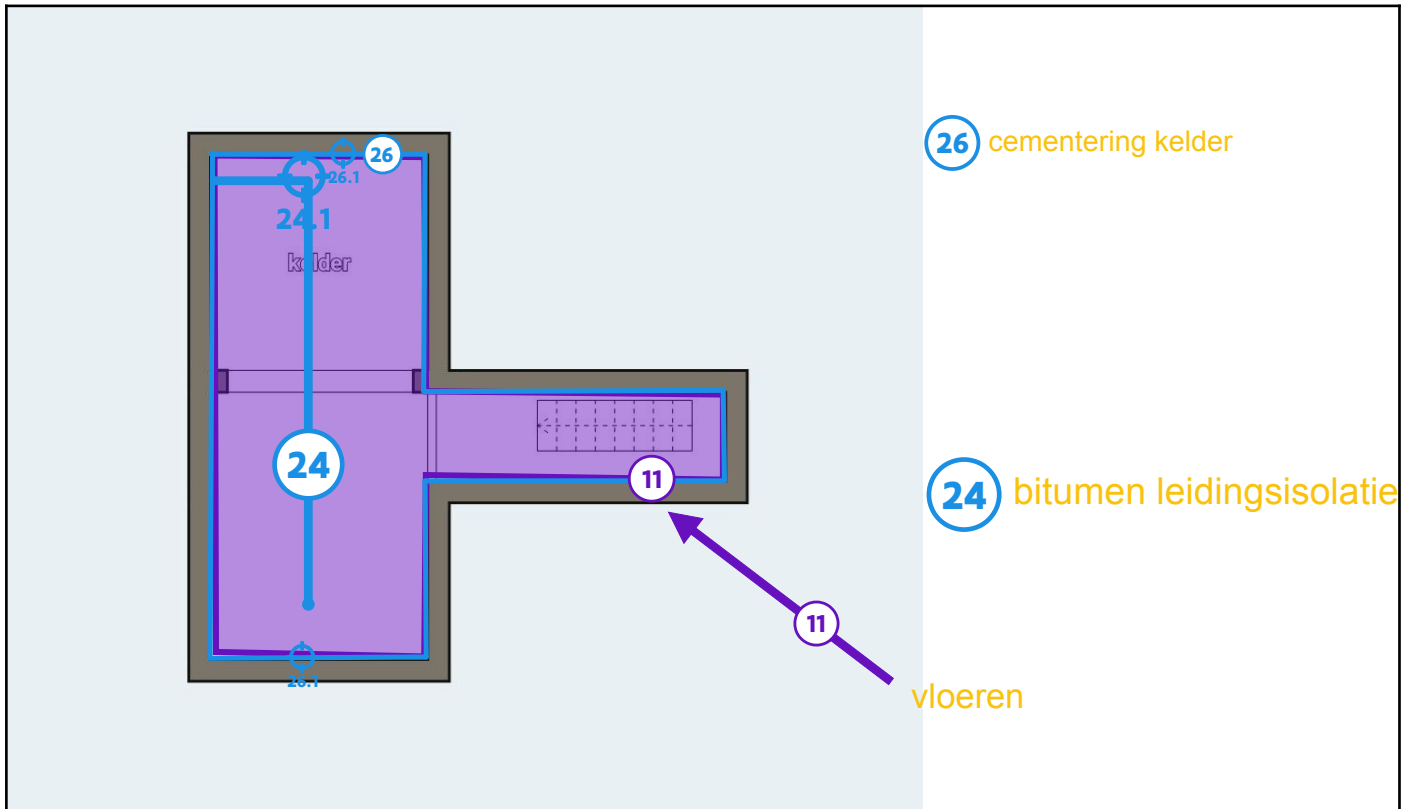 26
26.1
24.1
kelder
24
11
11
26.1
26 cementering kelder
24 bitumen leidingsisolatie
vloeren